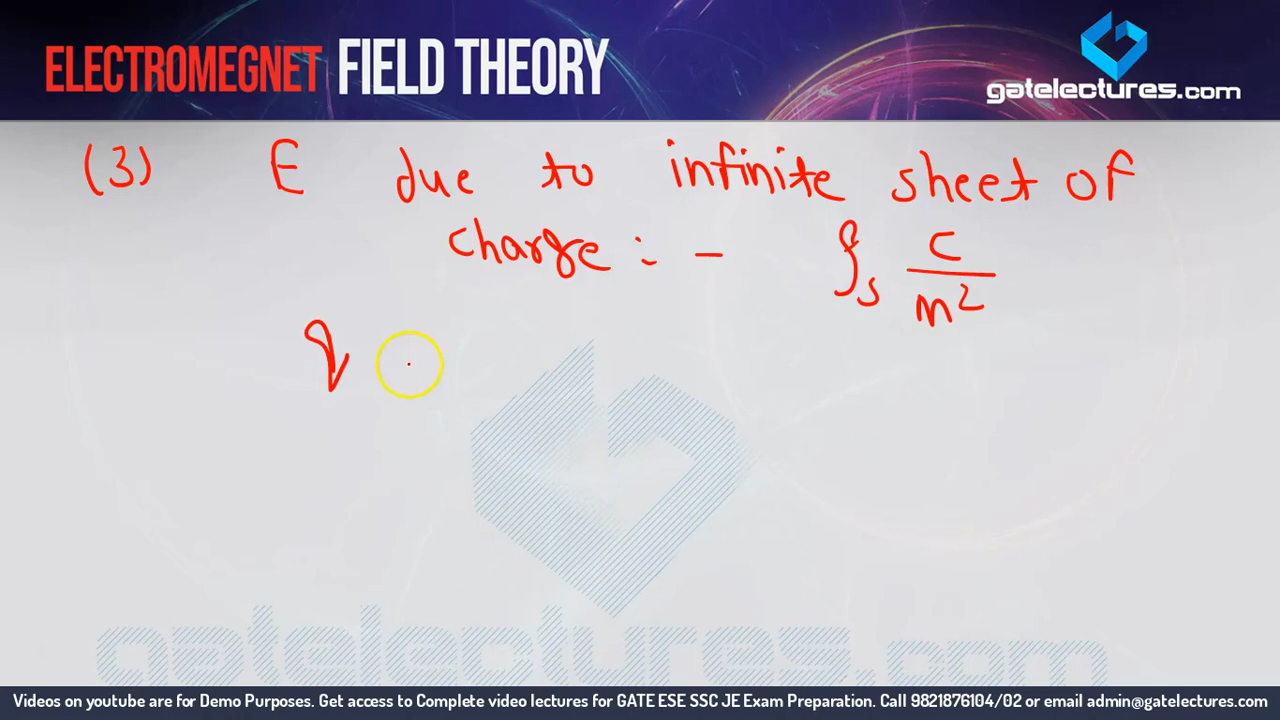 ELECTROMEGNET FIELD THEORY
gatelectures.com
(3) E due to infinite sheet of
charge :- ρs C/m²
q
gatelectures.com
Videos on youtube are for Demo Purposes. Get access to Complete video lectures for GATE ESE SSC JE Exam Preparation. Call 9821876104/02 or email admin@gatelectures.com